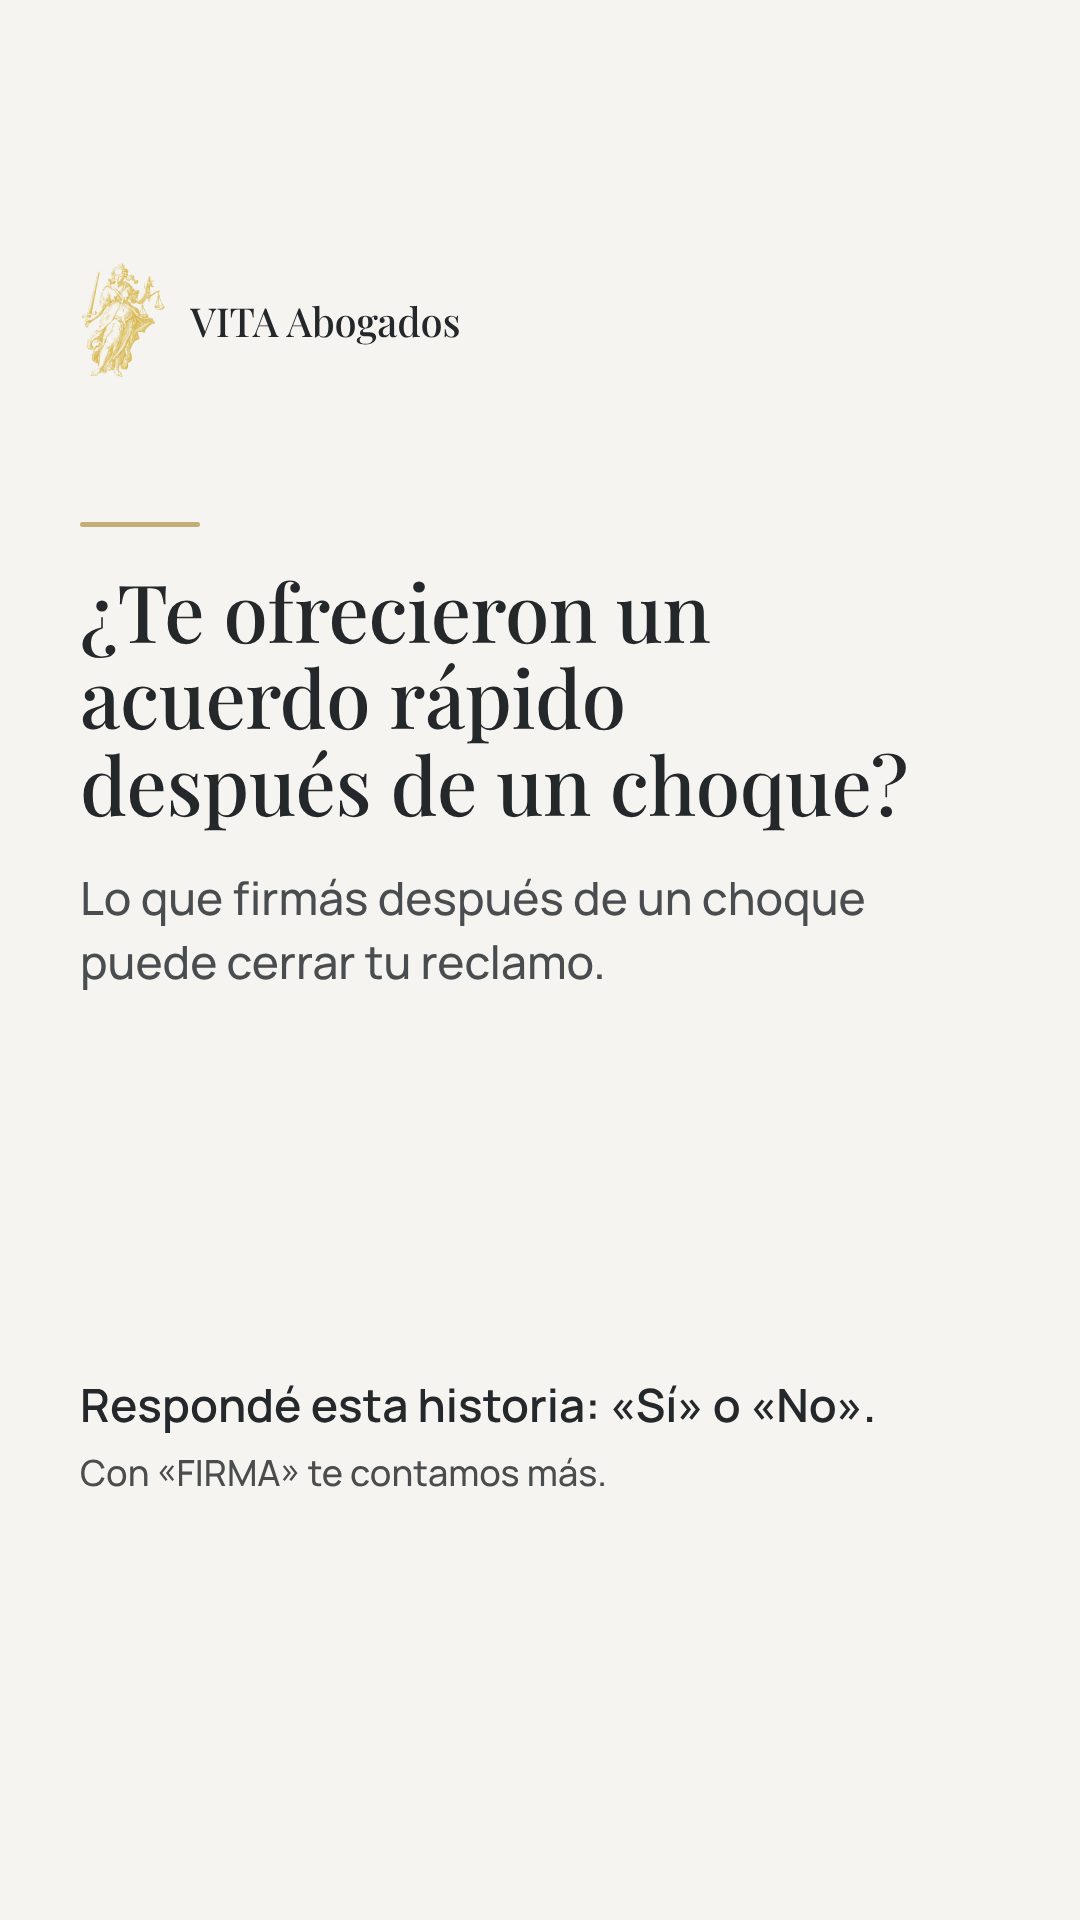 VITA Abogados
¿Te ofrecieron un
acuerdo rápido
después de un choque?
Lo que firmás después de un choque
puede cerrar tu reclamo.
Respondé esta historia: «Sí» o «No».
Con «FIRMA» te contamos más.